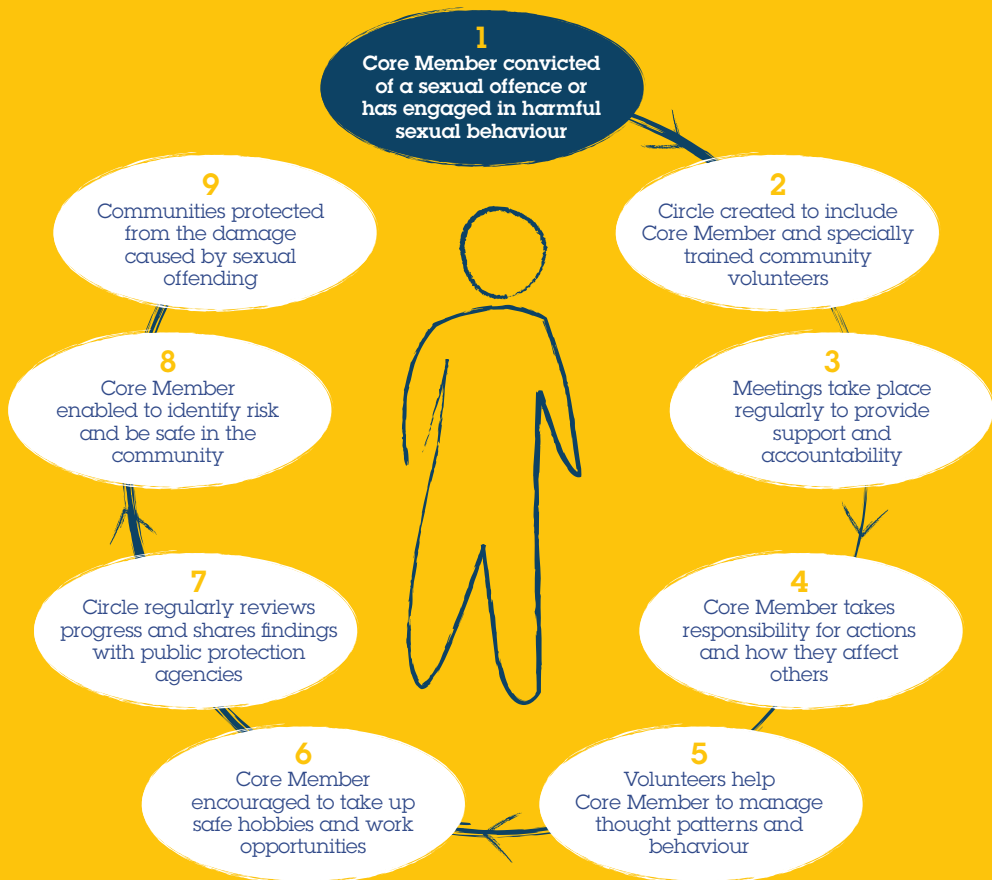 1
Core Member convicted
of a sexual offence or
has engaged in harmful
sexual behaviour
2
Circle created to include
Core Member and specially
trained community
volunteers
3
Meetings take place
regularly to provide
support and
accountability
4
Core Member takes
responsibility for actions
and how they affect
others
5
Volunteers help
Core Member to manage
thought patterns and
behaviour
6
Core Member
encouraged to take up
safe hobbies and work
opportunities
7
Circle regularly reviews
progress and shares findings
with public protection
agencies
8
Core Member
enabled to identify risk
and be safe in the
community
9
Communities protected
from the damage
caused by sexual
offending